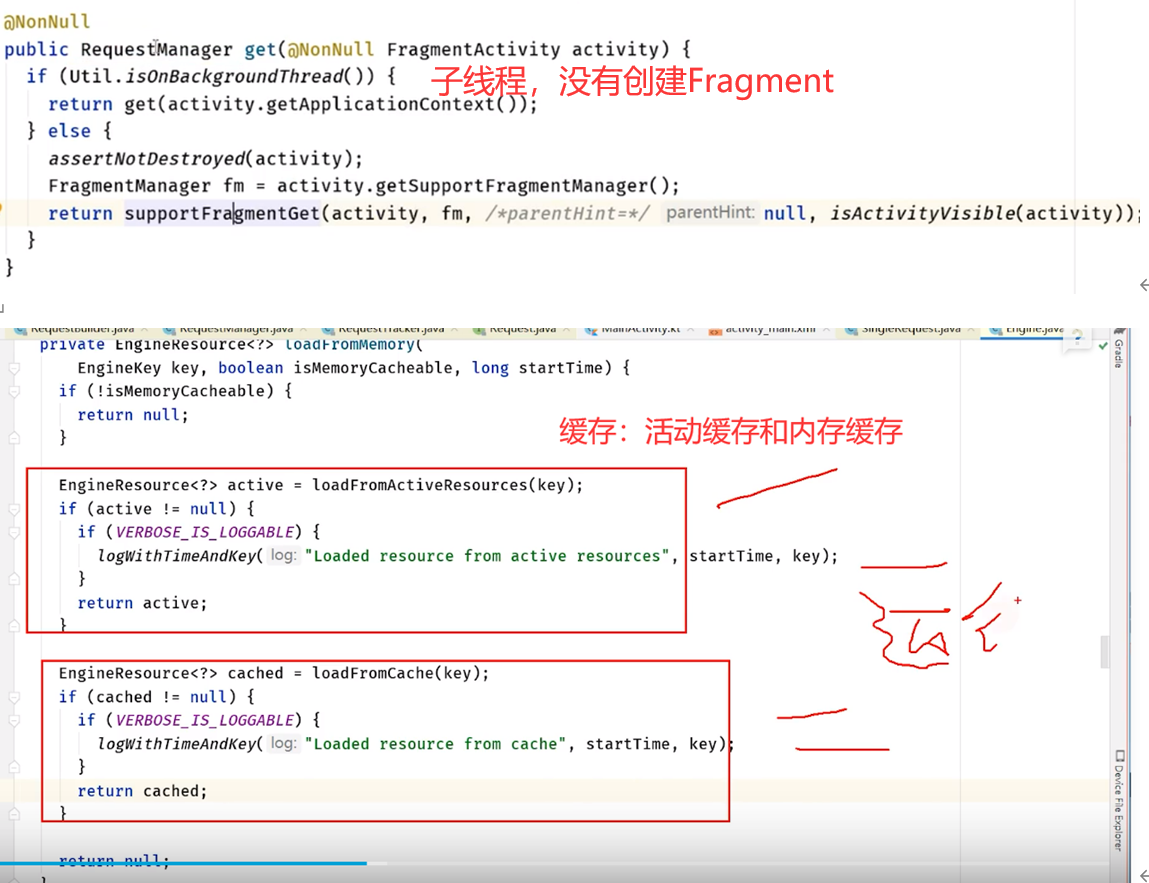 @NonNull
public RequestManager get(@NonNull FragmentActivity activity) {
if (Util.isOnBackgroundThread()) {
子线程，没有创建Fragment
return get(activity.getApplicationContext());
} else {
assertNotDestroyed(activity);
FragmentManager fm = activity.getSupportFragmentManager();
return supportFragmentGet(activity, fm, /*parentHint=*/ parentHint: null, isActivityVisible(activity));
}
}
RequestBuilder.java RequestManager.java RequestTracker.java Request.java MainActivity.kt activity_main.xml SingleRequest.java Engine.java
Gradle
private EngineResource<?> loadFromMemory(
EngineKey key, boolean isMemoryCacheable, long startTime) {
if (!isMemoryCacheable) {
return null;
}
缓存：活动缓存和内存缓存
EngineResource<?> active = loadFromActiveResources(key);
if (active != null) {
if (VERBOSE_IS_LOGGABLE) {
logWithTimeAndKey( log: "Loaded resource from active resources", startTime, key);
}
return active;
}
EngineResource<?> cached = loadFromCache(key);
if (cached != null) {
if (VERBOSE_IS_LOGGABLE) {
logWithTimeAndKey( log: "Loaded resource from cache", startTime, key);
}
return cached;
}
return null;
}
Device File Explorer